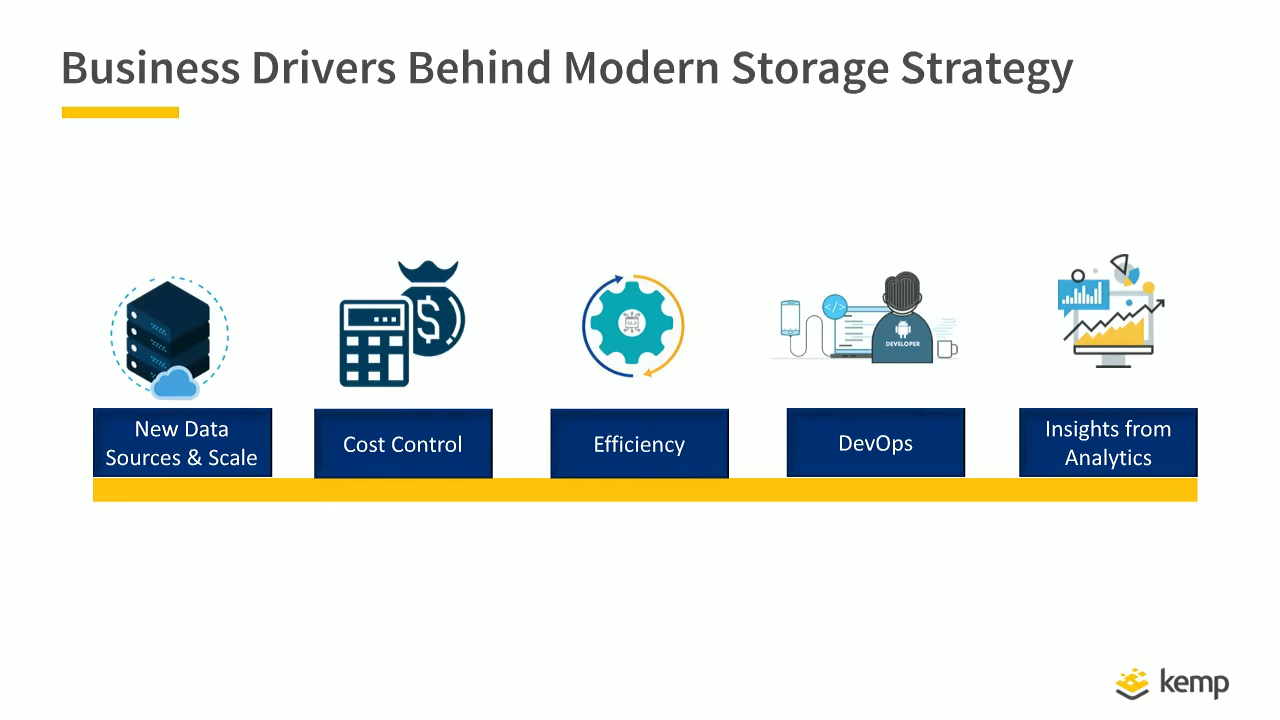 Business Drivers Behind Modern Storage Strategy
$
</>
DEVELOPER
New Data
Sources & Scale
Cost Control
Efficiency
DevOps
Insights from
Analytics
kemp